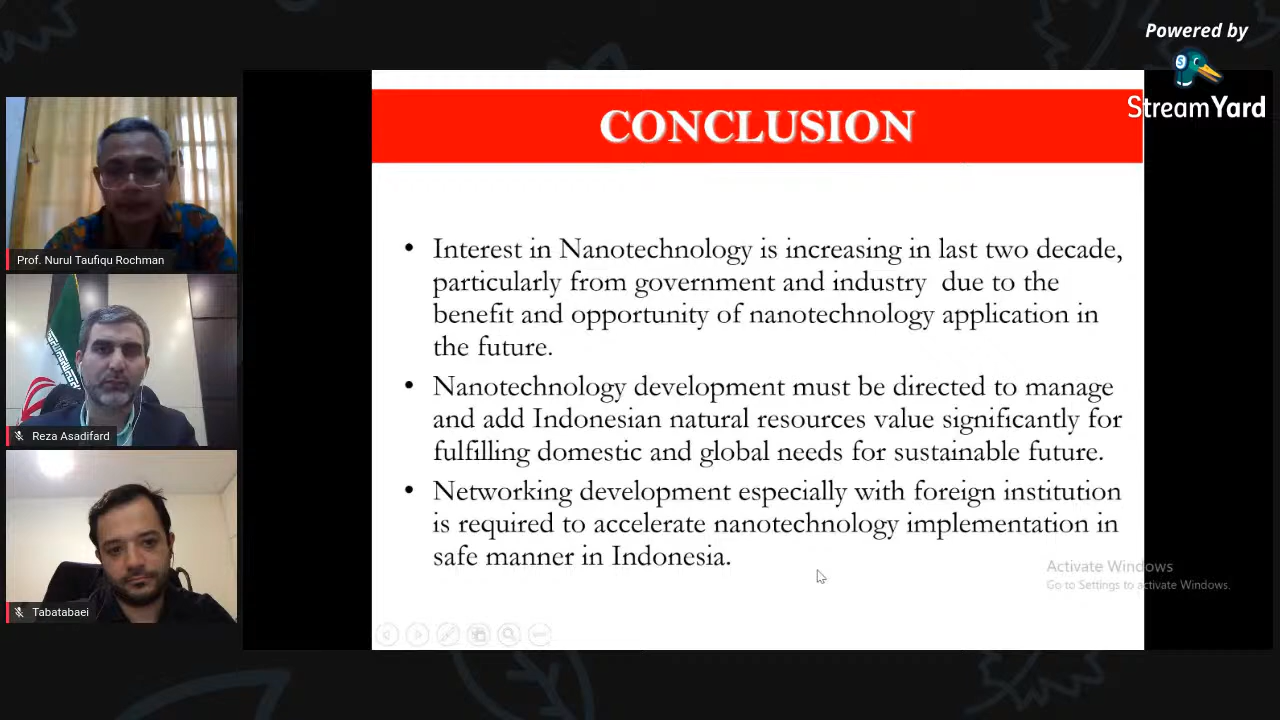 Powered by
StreamYard
CONCLUSION
• Interest in Nanotechnology is increasing in last two decade,
particularly from government and industry due to the
benefit and opportunity of nanotechnology application in
the future.
• Nanotechnology development must be directed to manage
and add Indonesian natural resources value significantly for
fulfilling domestic and global needs for sustainable future.
• Networking development especially with foreign institution
is required to accelerate nanotechnology implementation in
safe manner in Indonesia.
Activate Windows
Go to Settings to activate Windows.
Prof. Nurul Taufiqu Rochman
Reza Asadifard
Tabatabaei